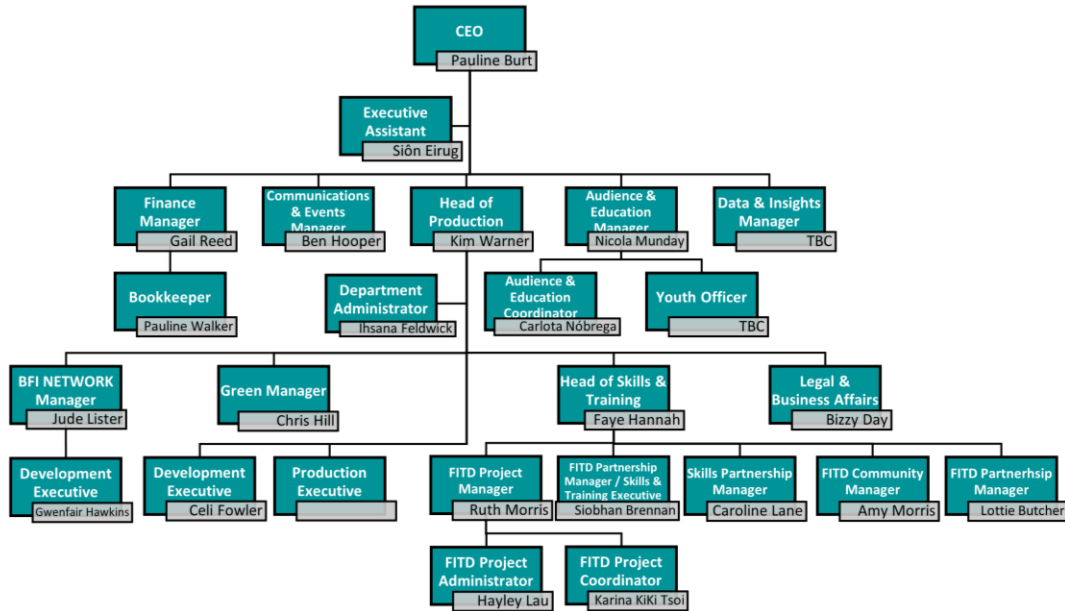 CEO
Pauline Burt
Executive
Assistant
Siôn Eirug
Finance
Manager
Gail Reed
Communications
& Events
Manager
Ben Hooper
Head of
Production
Kim Warner
Audience &
Education
Manager
Nicola Munday
Data & Insights
Manager
TBC
Bookkeeper
Pauline Walker
Department
Administrator
Ihsana Feldwick
Audience &
Education
Coordinator
Carlota Nóbrega
Youth Officer
TBC
BFI NETWORK
Manager
Jude Lister
Green Manager
Chris Hill
Head of Skills &
Training
Faye Hannah
Legal &
Business Affairs
Bizzy Day
Development
Executive
Gwenfair Hawkins
Development
Executive
Celi Fowler
Production
Executive
FITD Project
Manager
Ruth Morris
FITD Partnership
Manager / Skills &
Training Executive
Siobhan Brennan
Skills Partnership
Manager
Caroline Lane
FITD Community
Manager
Amy Morris
FITD Partnerhsip
Manager
Lottie Butcher
FITD Project
Administrator
Hayley Lau
FITD Project
Coordinator
Karina KiKi Tsoi